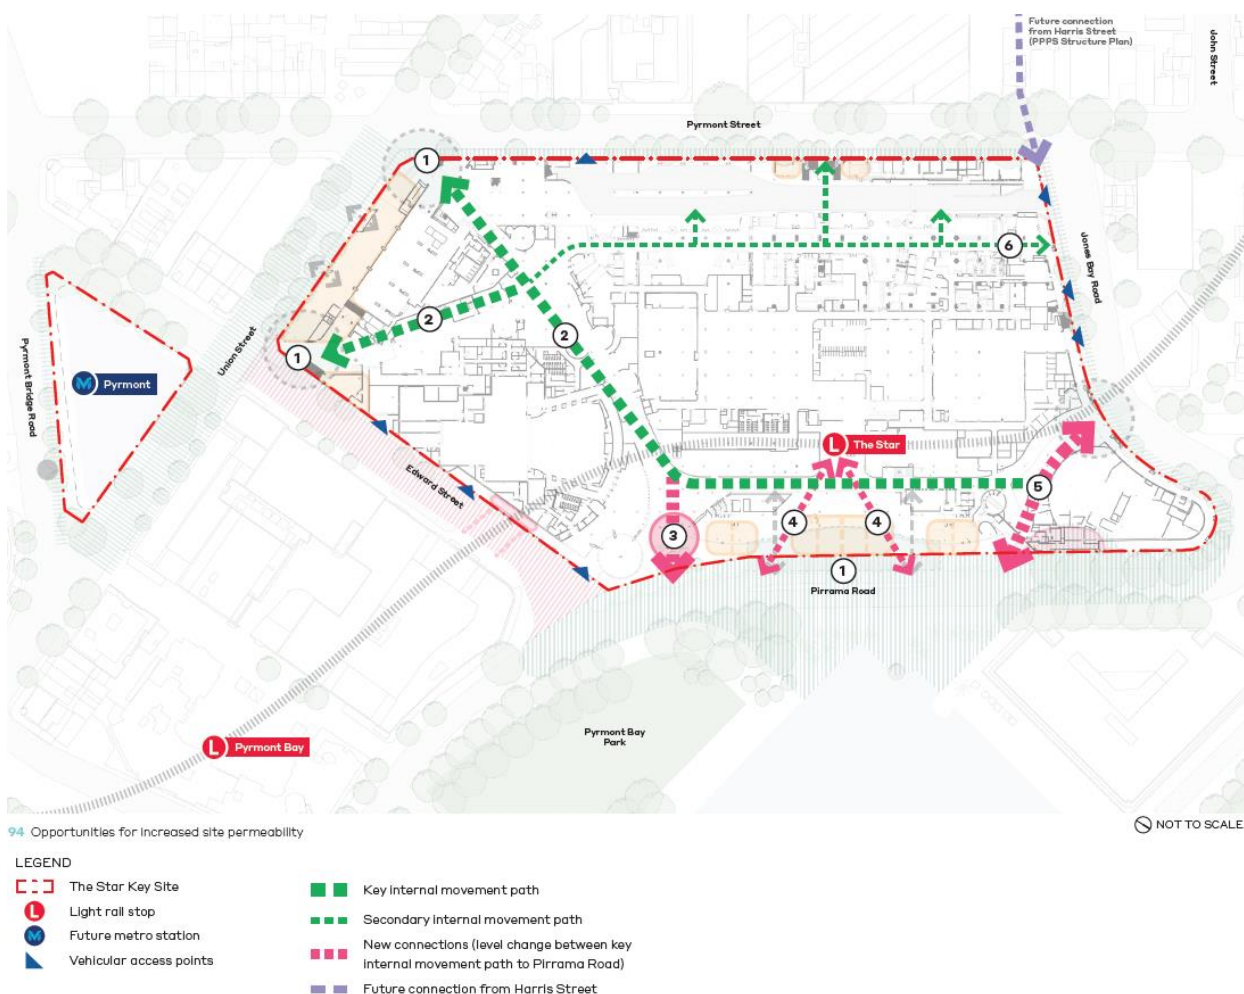 Future connection
from Harris Street
(PPPS Structure Plan)
John Street
Pyrmont Street
1
6
Jones Bay Road
2
2
1
Union Street
Pyrmont Bridge Road
M Pyrmont
L The Star
Edward Street
5
4
4
3
1
Pirrama Road
Pyrmont Bay
Park
L Pyrmont Bay
94 Opportunities for increased site permeability
NOT TO SCALE
LEGEND
The Star Key Site
L Light rail stop
M Future metro station
Vehicular access points
Key internal movement path
Secondary internal movement path
New connections (level change between key
internal movement path to Pirrama Road)
Future connection from Harris Street